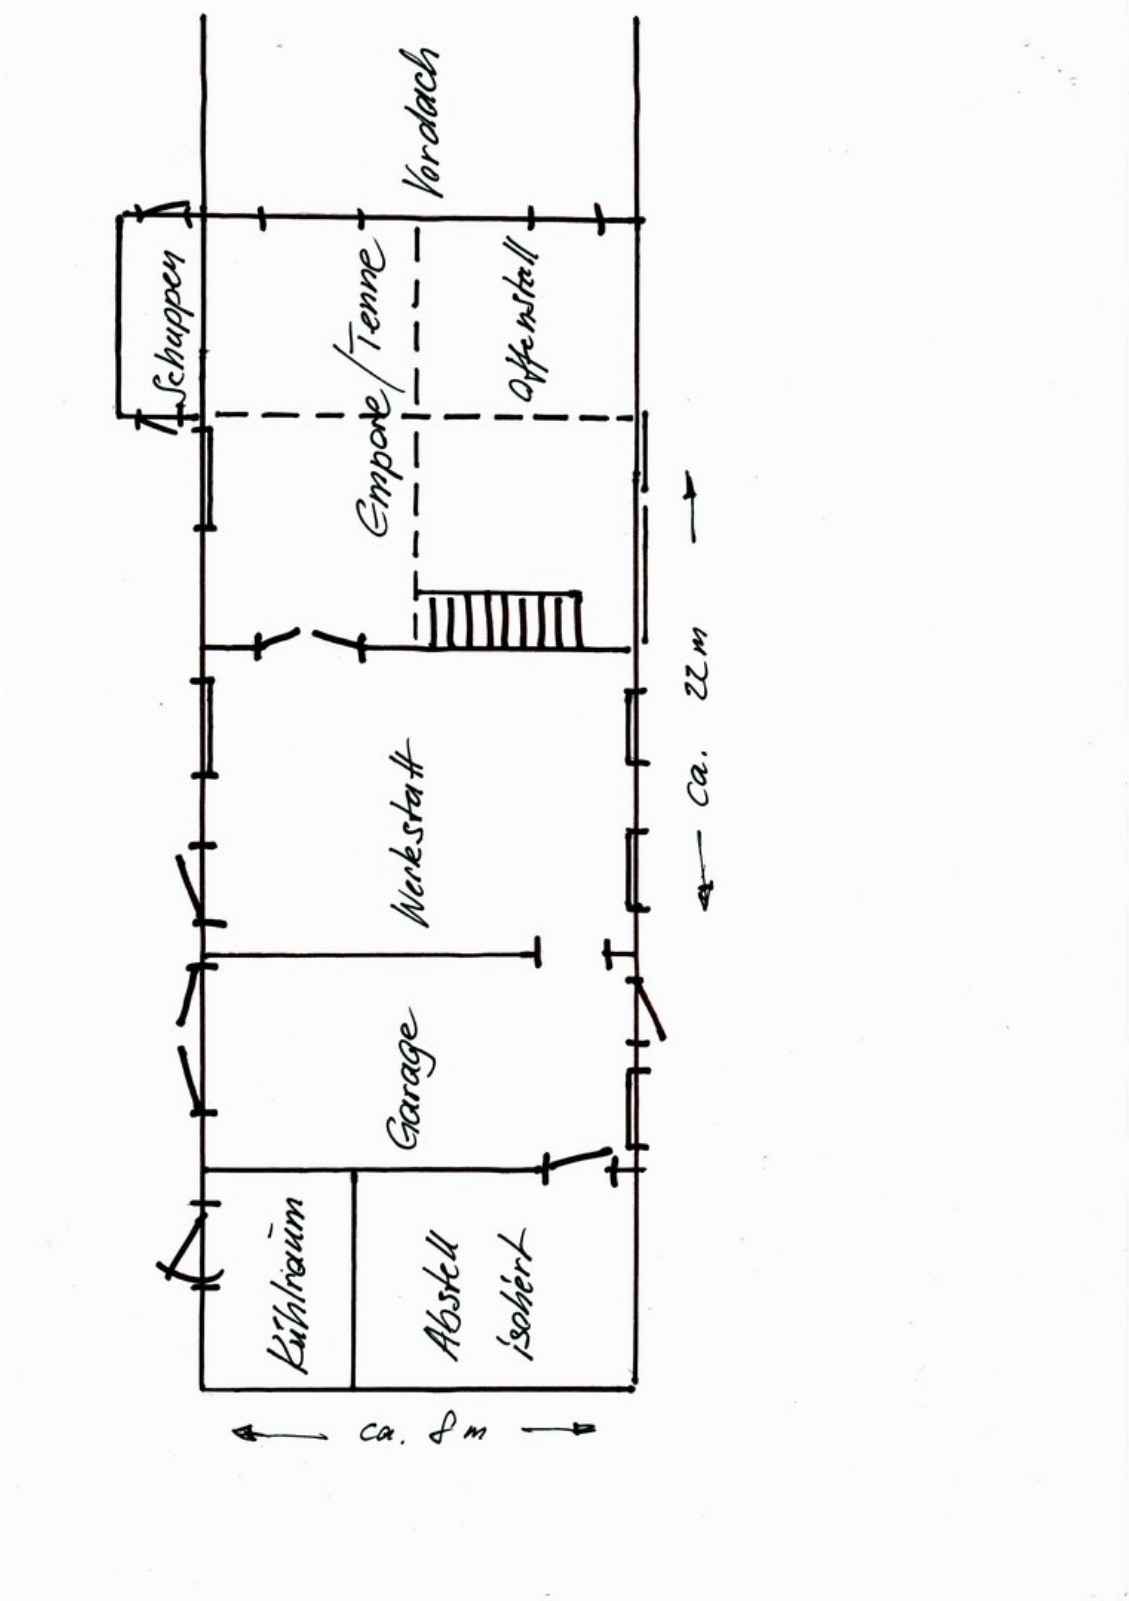 Vordach
Schuppen
Empore/Tenne
Offenstall
Werkstatt
ca. 22 m
Garage
Kühlraum
Abstell
isoliert
ca. 8 m